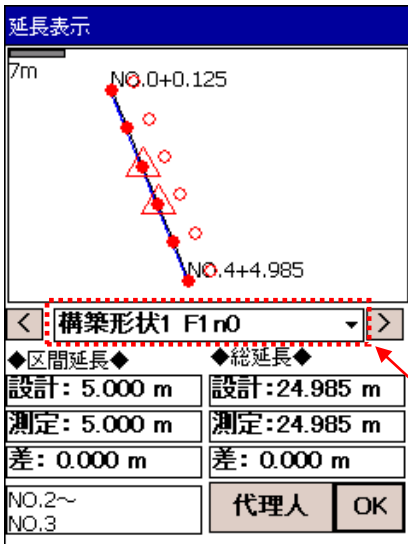 延長表示
7m
NO.0+0.125
NO.4+4.985
< 構築形状1 F1n0 >
◆区間延長◆ ◆総延長◆
設計: 5.000 m 設計:24.985 m
測定: 5.000 m 測定:24.985 m
差: 0.000 m 差: 0.000 m
NO.2～ 代理人 OK
NO.3